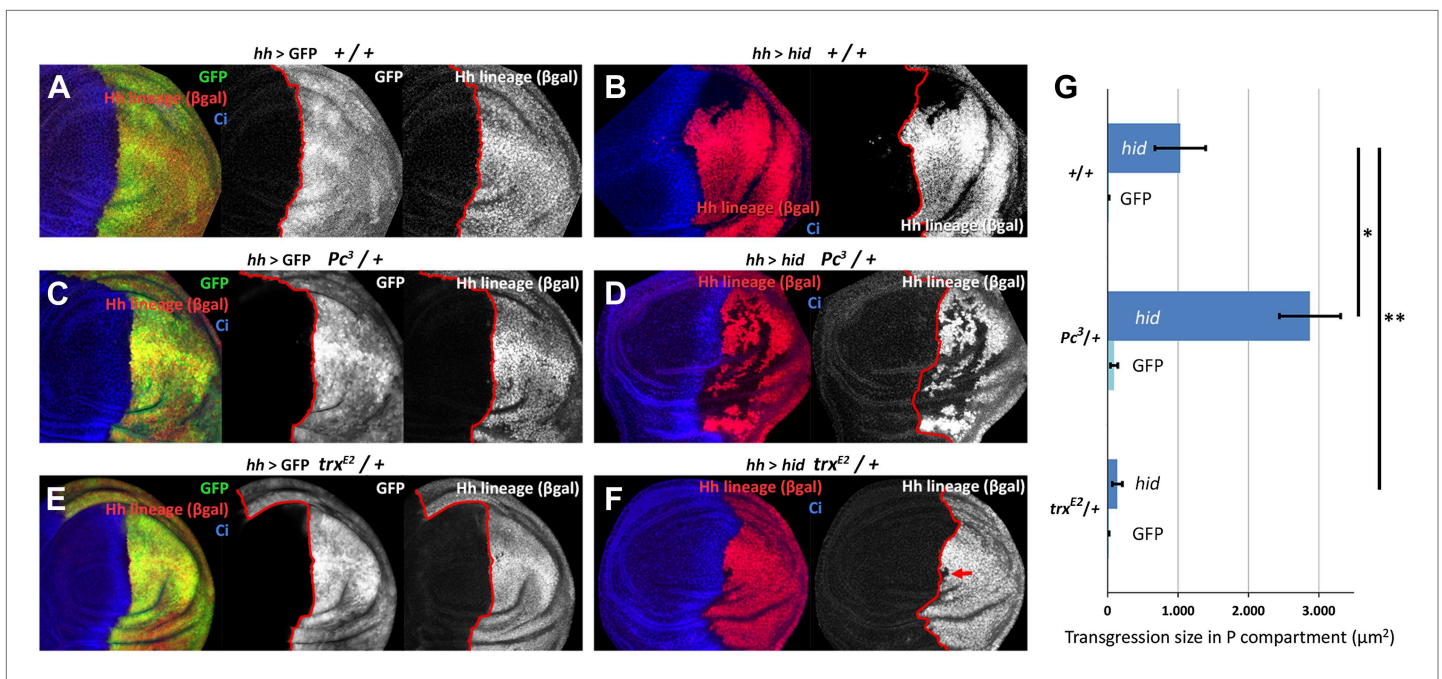 hh > GFP +/+
A
GFP
Hh lineage (βgal)
Ci
GFP
Hh lineage (βgal)
hh > hid +/+
B
Hh lineage (βgal)
Ci
Hh lineage (βgal)
hh > GFP Pc³/+
C
GFP
Hh lineage (βgal)
Ci
GFP
Hh lineage (βgal)
hh > hid Pc³/+
D
Hh lineage (βgal)
Ci
Hh lineage (βgal)
hh > GFP trxᴱ²/+
E
GFP
Hh lineage (βgal)
Ci
GFP
Hh lineage (βgal)
hh > hid trxᴱ²/+
F
Hh lineage (βgal)
Ci
Hh lineage (βgal)
G
hid
+/+
GFP
*
hid
**
Pc³/+
GFP
hid
trxᴱ²/+
GFP
0 1.000 2.000 3.000
Transgression size in P compartment (µm²)